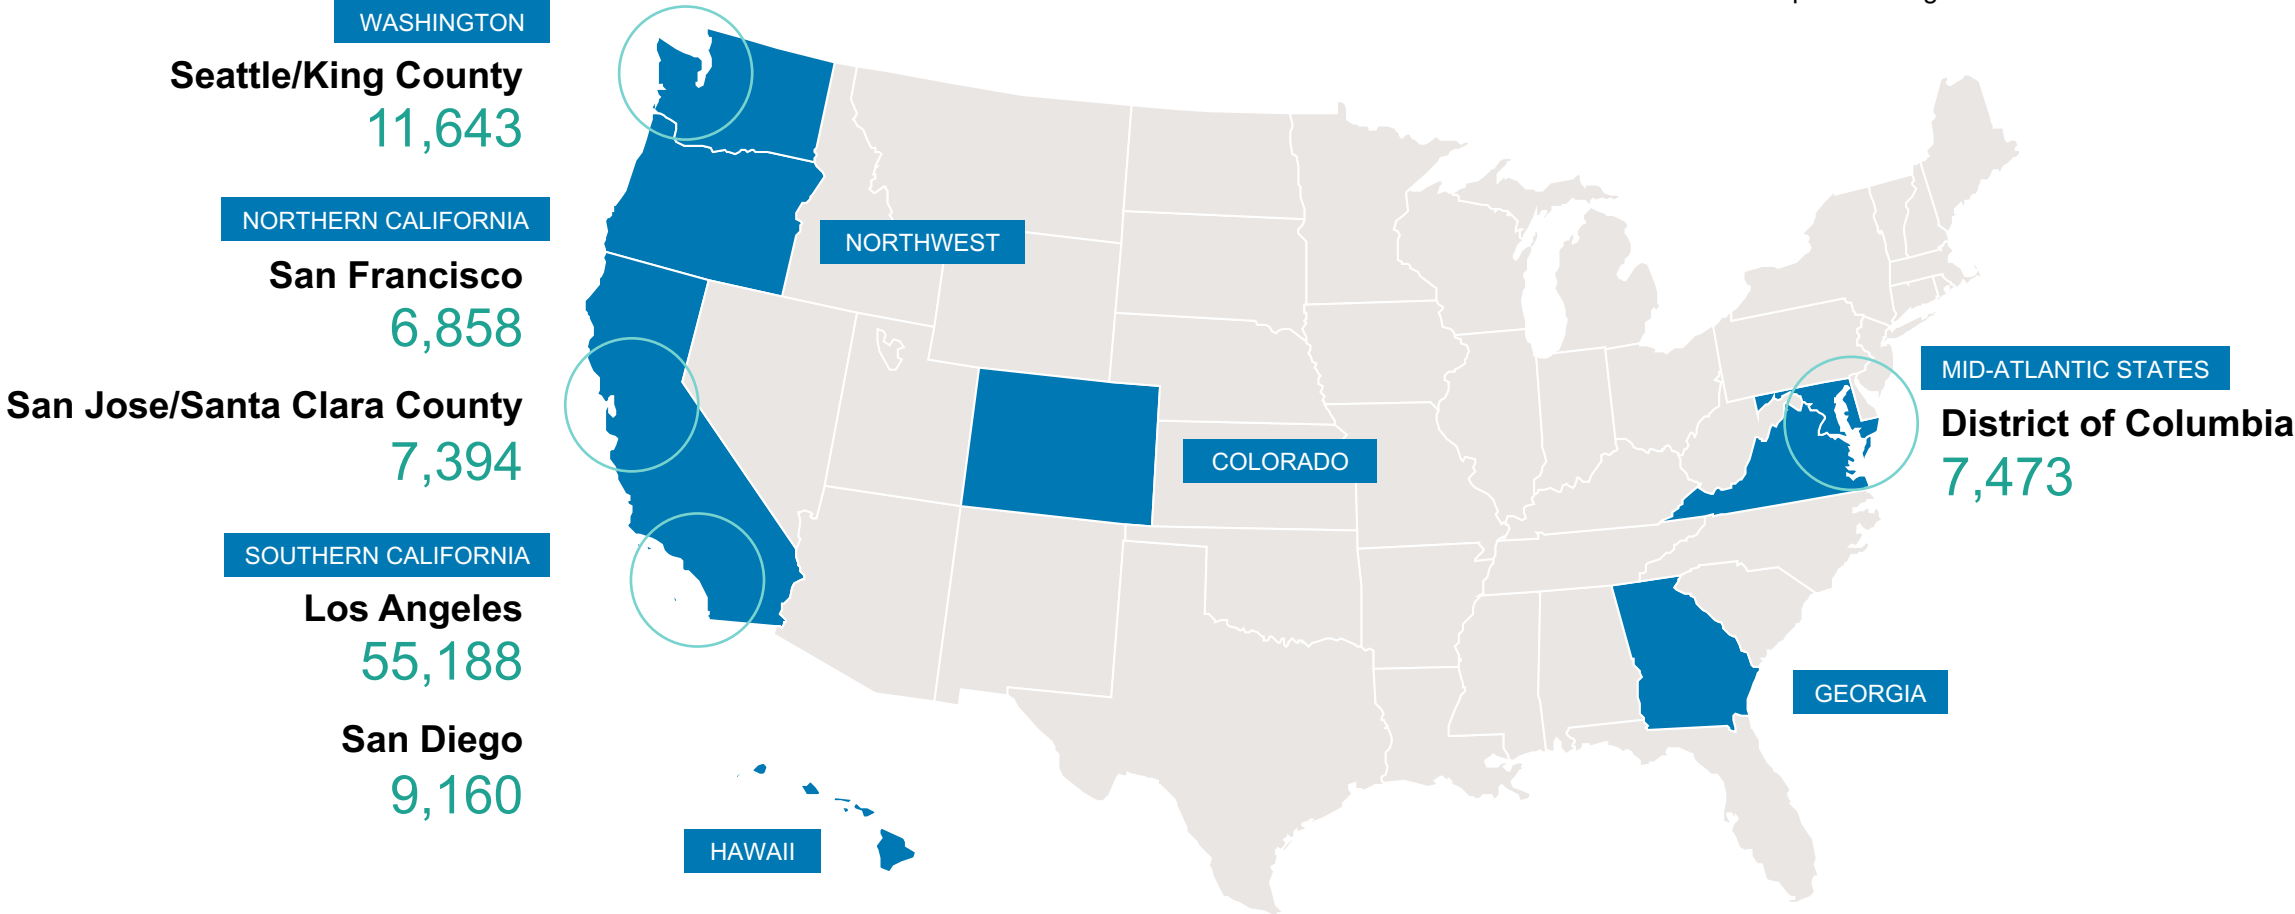 WASHINGTON
Seattle/King County
11,643
NORTHERN CALIFORNIA
San Francisco
6,858
San Jose/Santa Clara County
7,394
SOUTHERN CALIFORNIA
Los Angeles
55,188
San Diego
9,160
HAWAII
NORTHWEST
COLORADO
MID-ATLANTIC STATES
District of Columbia
7,473
GEORGIA